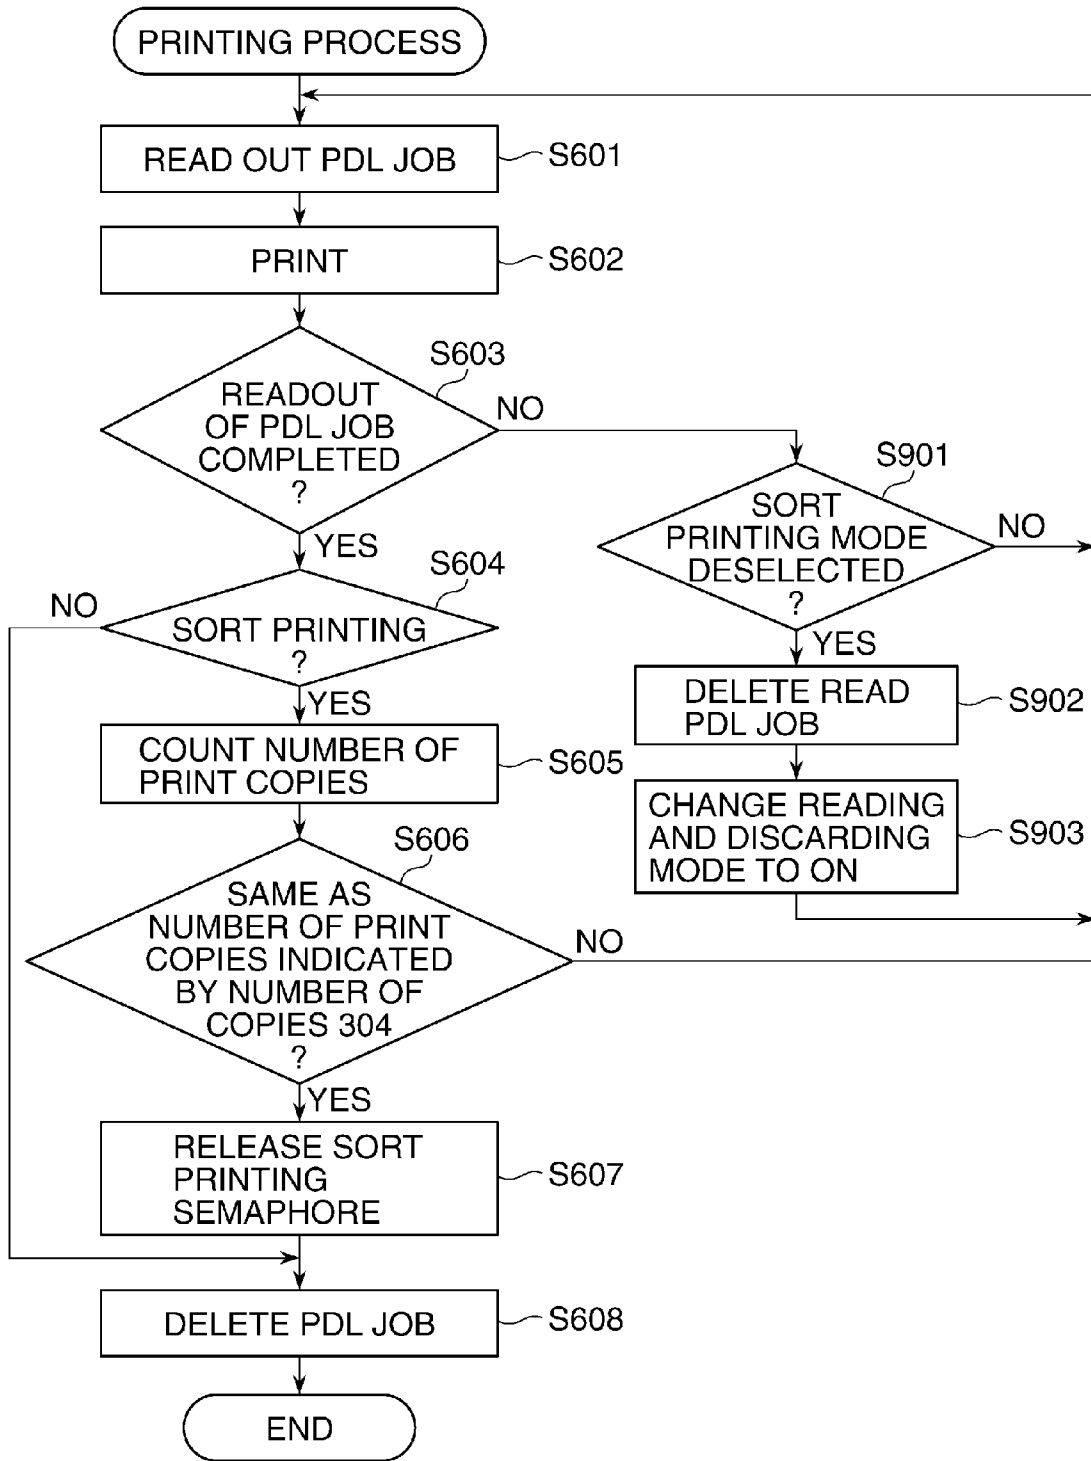 PRINTING PROCESS
READ OUT PDL JOB
S601
PRINT
S602
S603
READOUT
OF PDL JOB
COMPLETED
?
NO
YES
S901
SORT
PRINTING MODE
DESELECTED
?
NO
YES
S604
NO
SORT PRINTING
?
YES
DELETE READ
PDL JOB
S902
COUNT NUMBER OF
PRINT COPIES
S605
CHANGE READING
AND DISCARDING
MODE TO ON
S903
S606
SAME AS
NUMBER OF PRINT
COPIES INDICATED
BY NUMBER OF
COPIES 304
?
NO
YES
RELEASE SORT
PRINTING
SEMAPHORE
S607
DELETE PDL JOB
S608
END